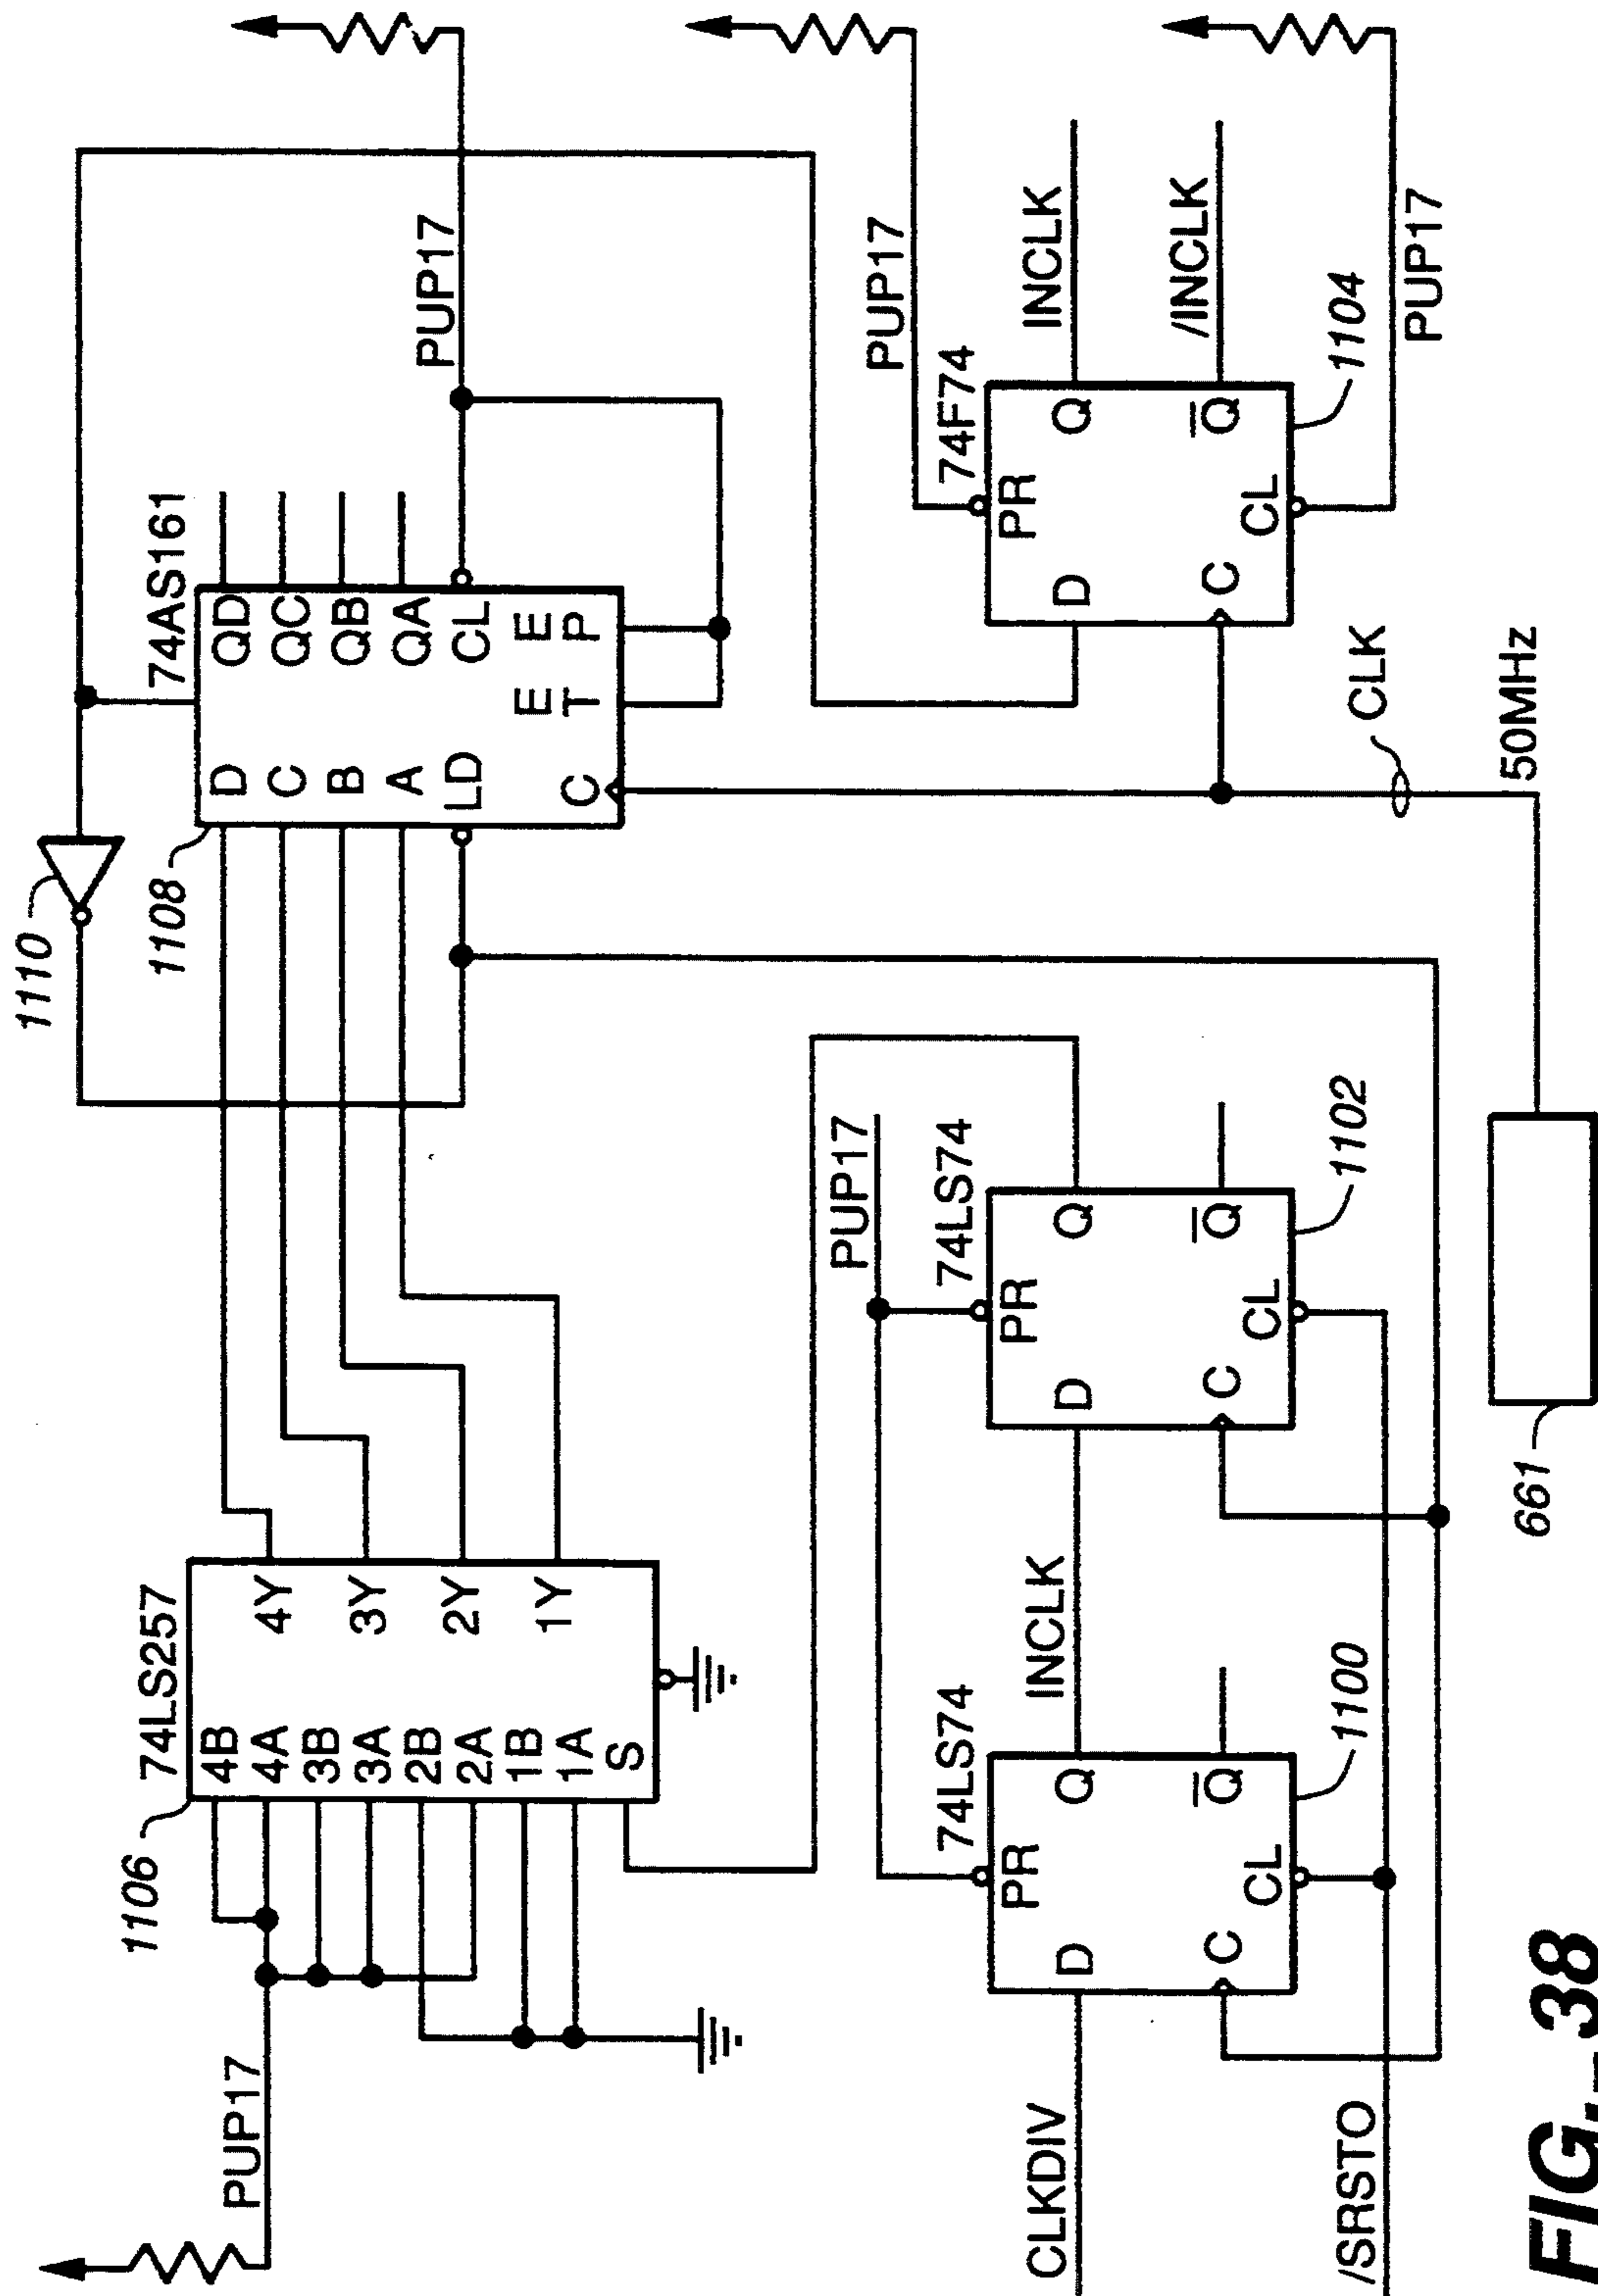 PUP17
1106
74LS257
4B
4A
3B
3A
2B
2A
1B
1A
S
4Y
3Y
2Y
1Y
1110
1108
74AS161
D
C
B
A
LD
C
QD
QC
QB
QA
CL
E T
E P
PUP17
CLKDIV
/SRSTO
74LS74
D
PR
Q
C
CL
Q
1100
INCLK
PUP17
74LS74
D
PR
Q
C
CL
Q
1102
661
50MHz
CLK
PUP17
74F74
D
PR
Q
C
CL
Q
1104
INCLK
/INCLK
PUP17
FIG._38